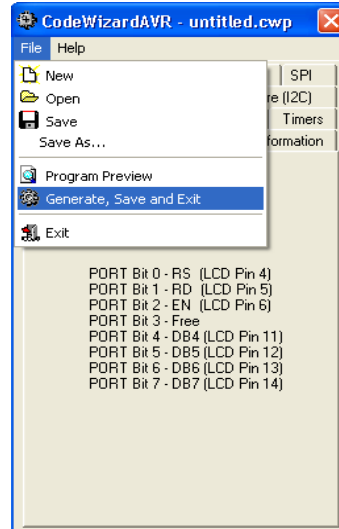 CodeWizardAVR - untitled.cwp
File Help
New
SPI
Open
re (I2C)
Save
Timers
Save As...
formation
Program Preview
Generate, Save and Exit
Exit
PORT Bit 0 - RS (LCD Pin 4)
PORT Bit 1 - RD (LCD Pin 5)
PORT Bit 2 - EN (LCD Pin 6)
PORT Bit 3 - Free
PORT Bit 4 - DB4 (LCD Pin 11)
PORT Bit 5 - DB5 (LCD Pin 12)
PORT Bit 6 - DB6 (LCD Pin 13)
PORT Bit 7 - DB7 (LCD Pin 14)